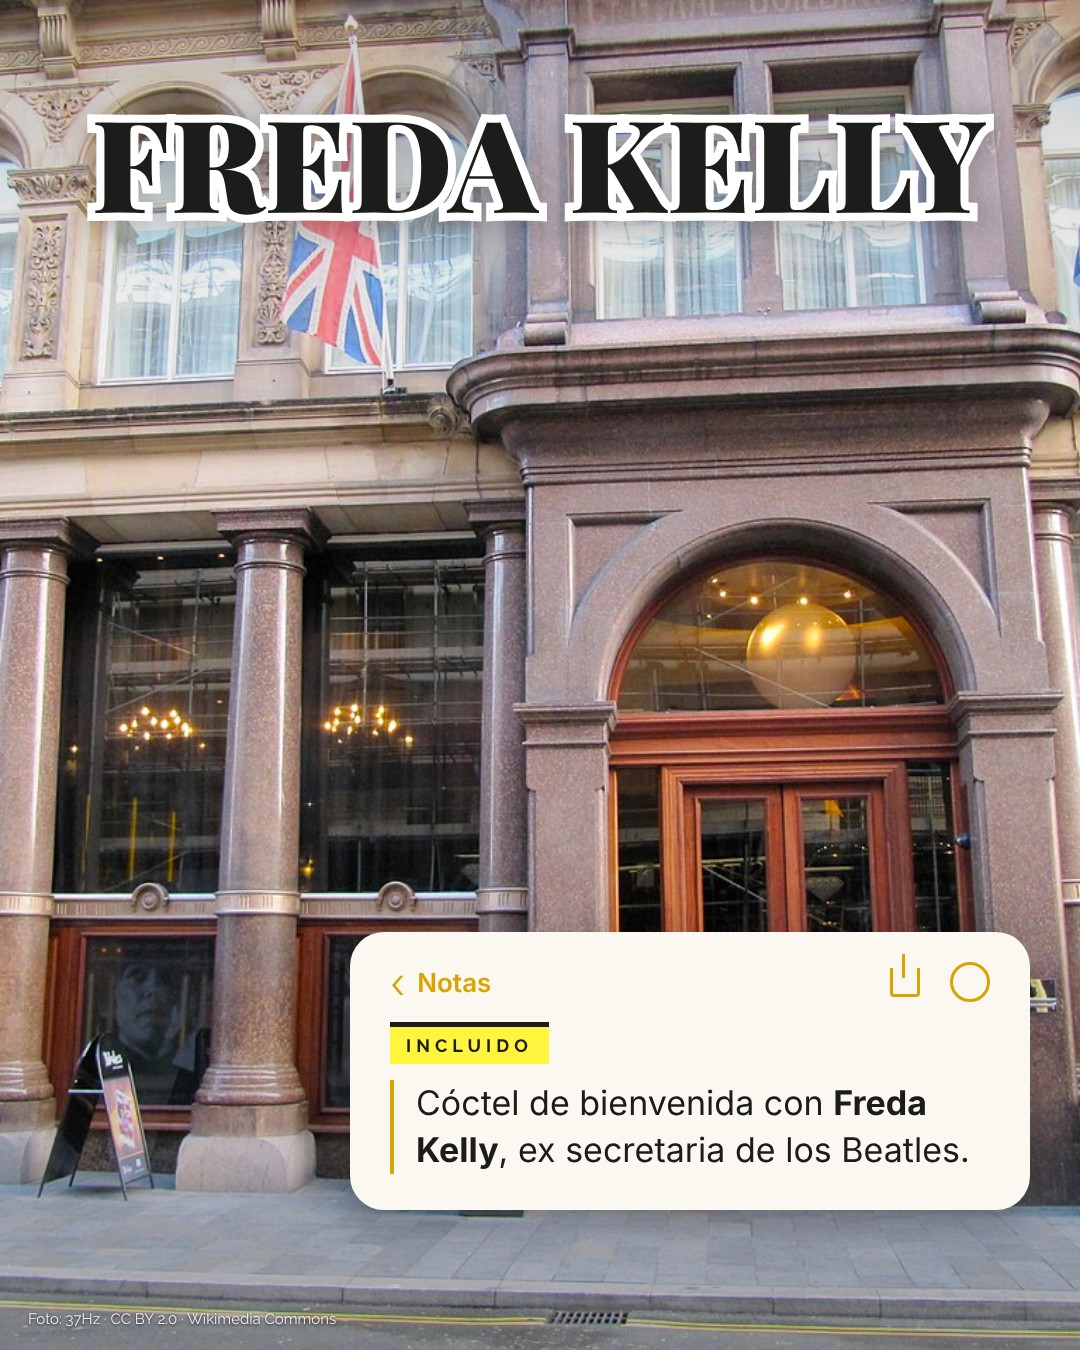 FREDA KELLY
Notas
INCLUIDO
Cóctel de bienvenida con Freda
Kelly, ex secretaria de los Beatles.
Foto: 37Hz · CC BY 2.0 · Wikimedia Commons